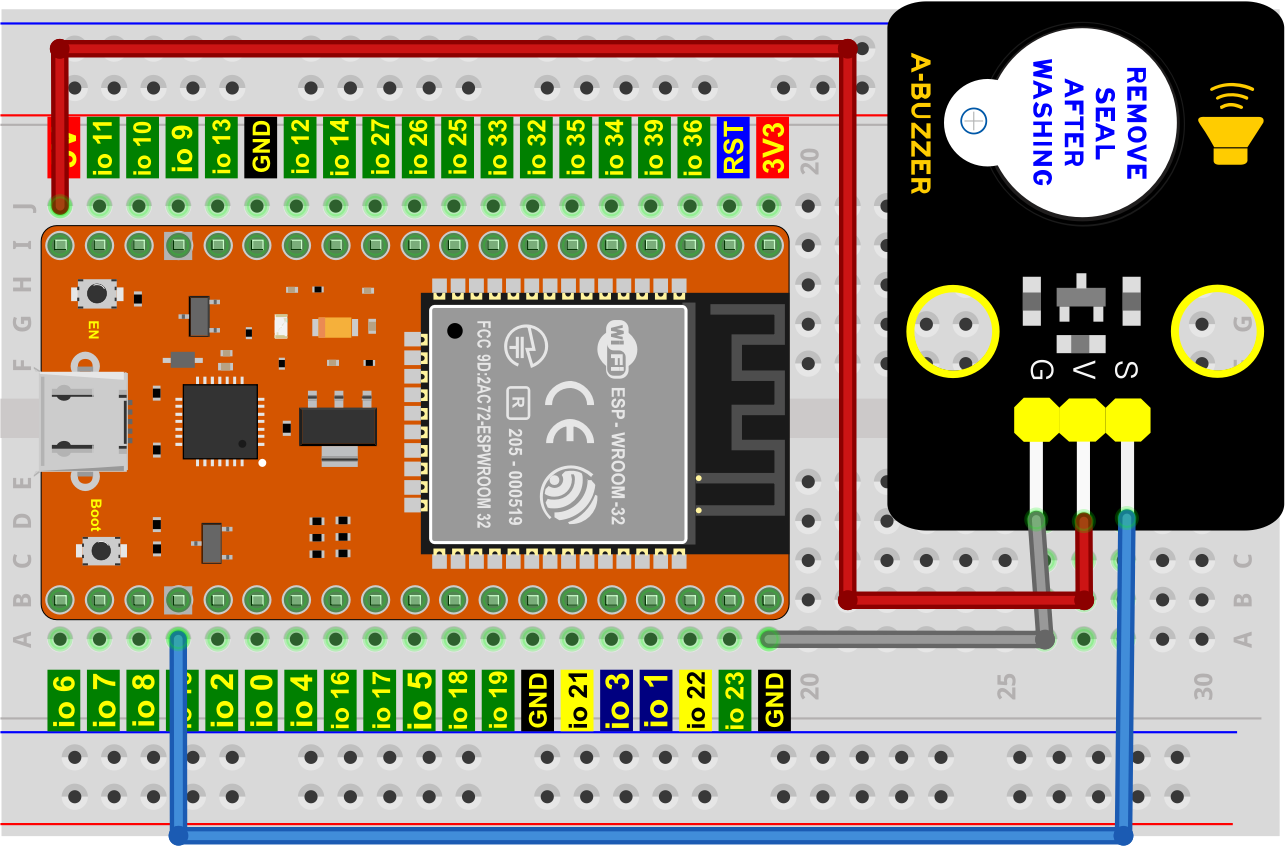 A-BUZZER
REMOVE
SEAL
AFTER
WASHING
io 11
io 10
io 9
io 13
GND
io 12
io 14
io 27
io 26
io 25
io 33
io 32
io 35
io 34
io 39
io 36
RST
3V3
20
J
I
H
G
F
E
D
C
B
A
EN
Boot
FCC 9D:2AC72-ESPWROOM 32
R
205 - 000519
CE
Wi Fi
ESP - WROOM -32
G
V
S
G
C
B
A
io 6
io 7
io 8
io 2
io 0
io 4
io 16
io 17
io 5
io 18
io 19
GND
io 21
io 3
io 1
io 22
io 23
GND
20
25
30